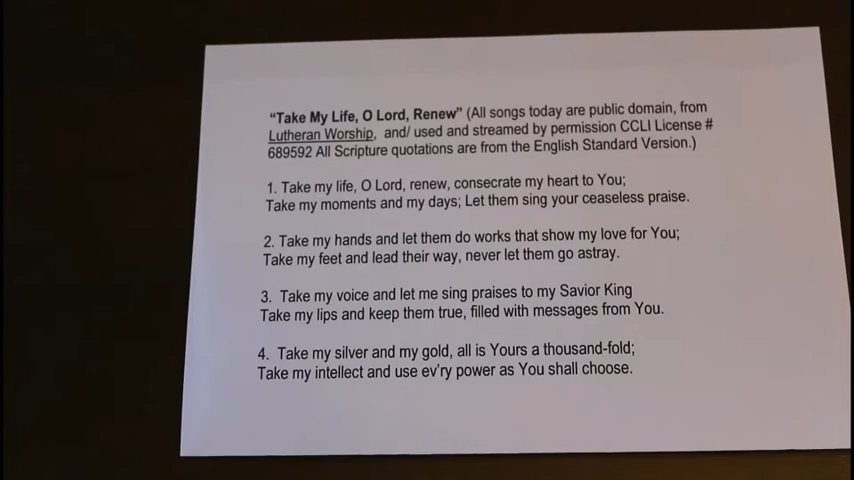 “Take My Life, O Lord, Renew” (All songs today are public domain, from
Lutheran Worship, and/ used and streamed by permission CCLI License #
689592 All Scripture quotations are from the English Standard Version.)
1. Take my life, O Lord, renew, consecrate my heart to You;
Take my moments and my days; Let them sing your ceaseless praise.
2. Take my hands and let them do works that show my love for You;
Take my feet and lead their way, never let them go astray.
3. Take my voice and let me sing praises to my Savior King
Take my lips and keep them true, filled with messages from You.
4. Take my silver and my gold, all is Yours a thousand-fold;
Take my intellect and use ev'ry power as You shall choose.